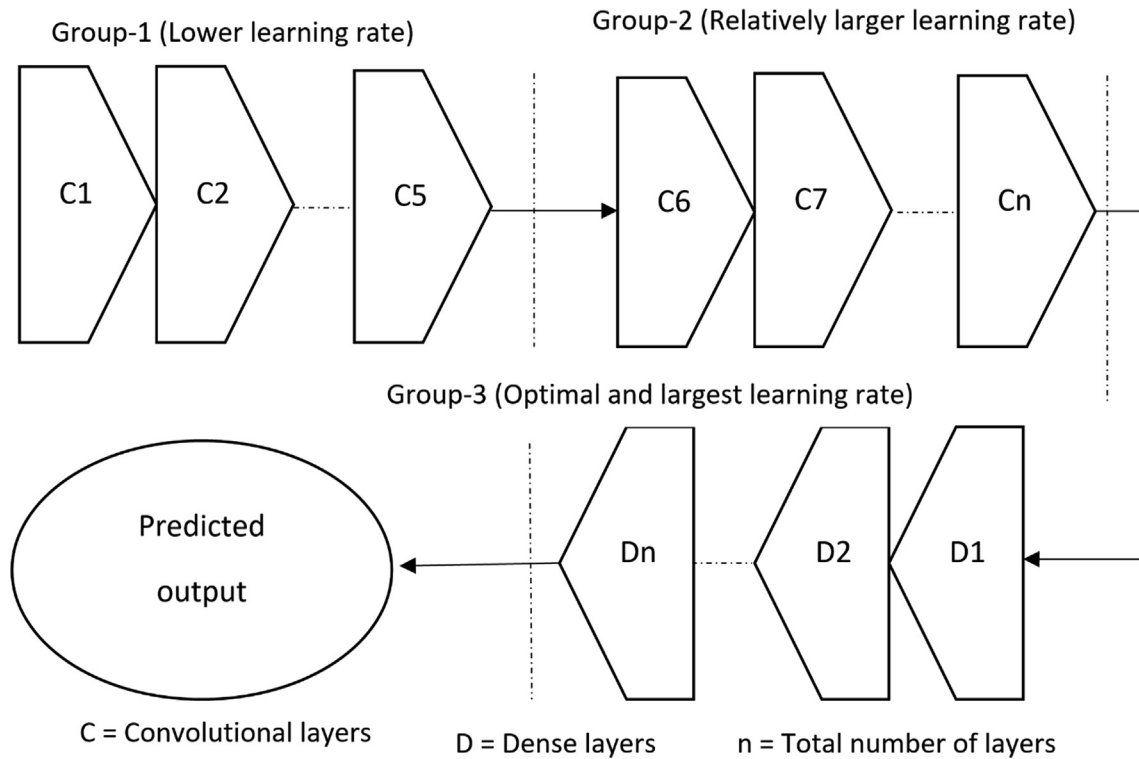 Group-1 (Lower learning rate)
Group-2 (Relatively larger learning rate)
C1
C2
C5
C6
C7
Cn
Group-3 (Optimal and largest learning rate)
Predicted
output
Dn
D2
D1
C = Convolutional layers
D = Dense layers
n = Total number of layers